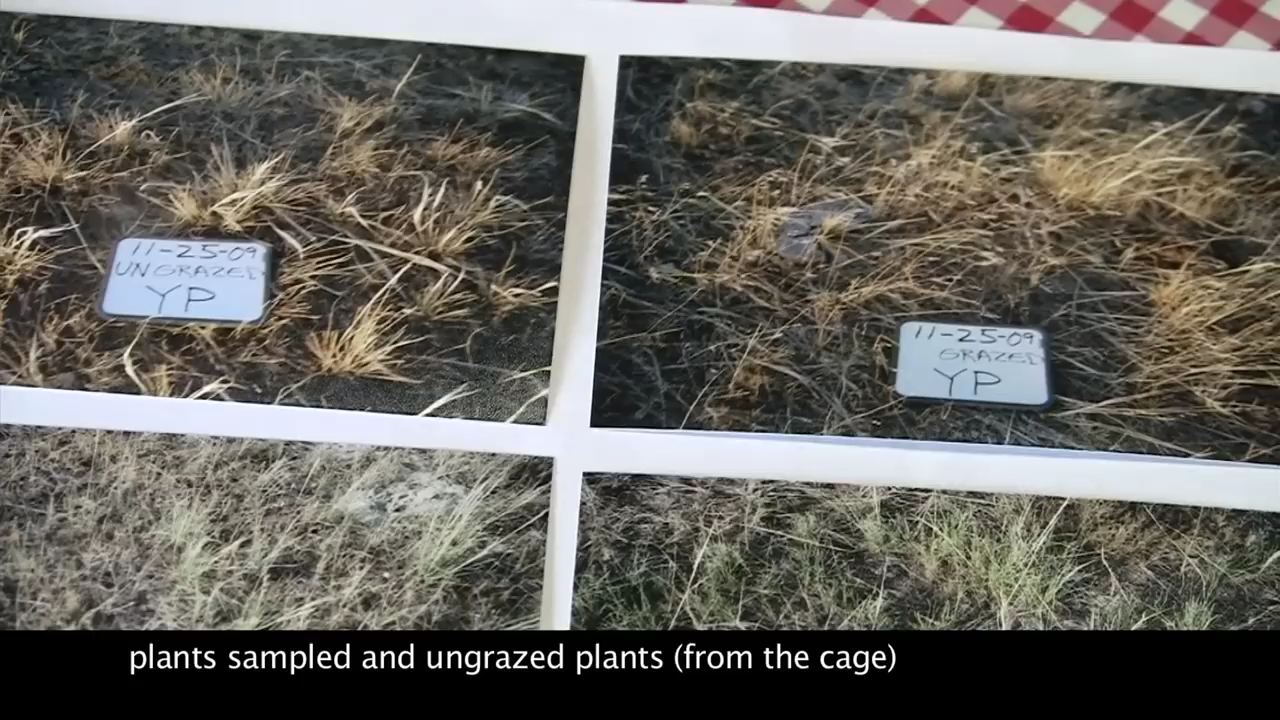 11-25-09
UNGRAZED
YP
11-25-09
GRAZED
YP
plants sampled and ungrazed plants (from the cage)